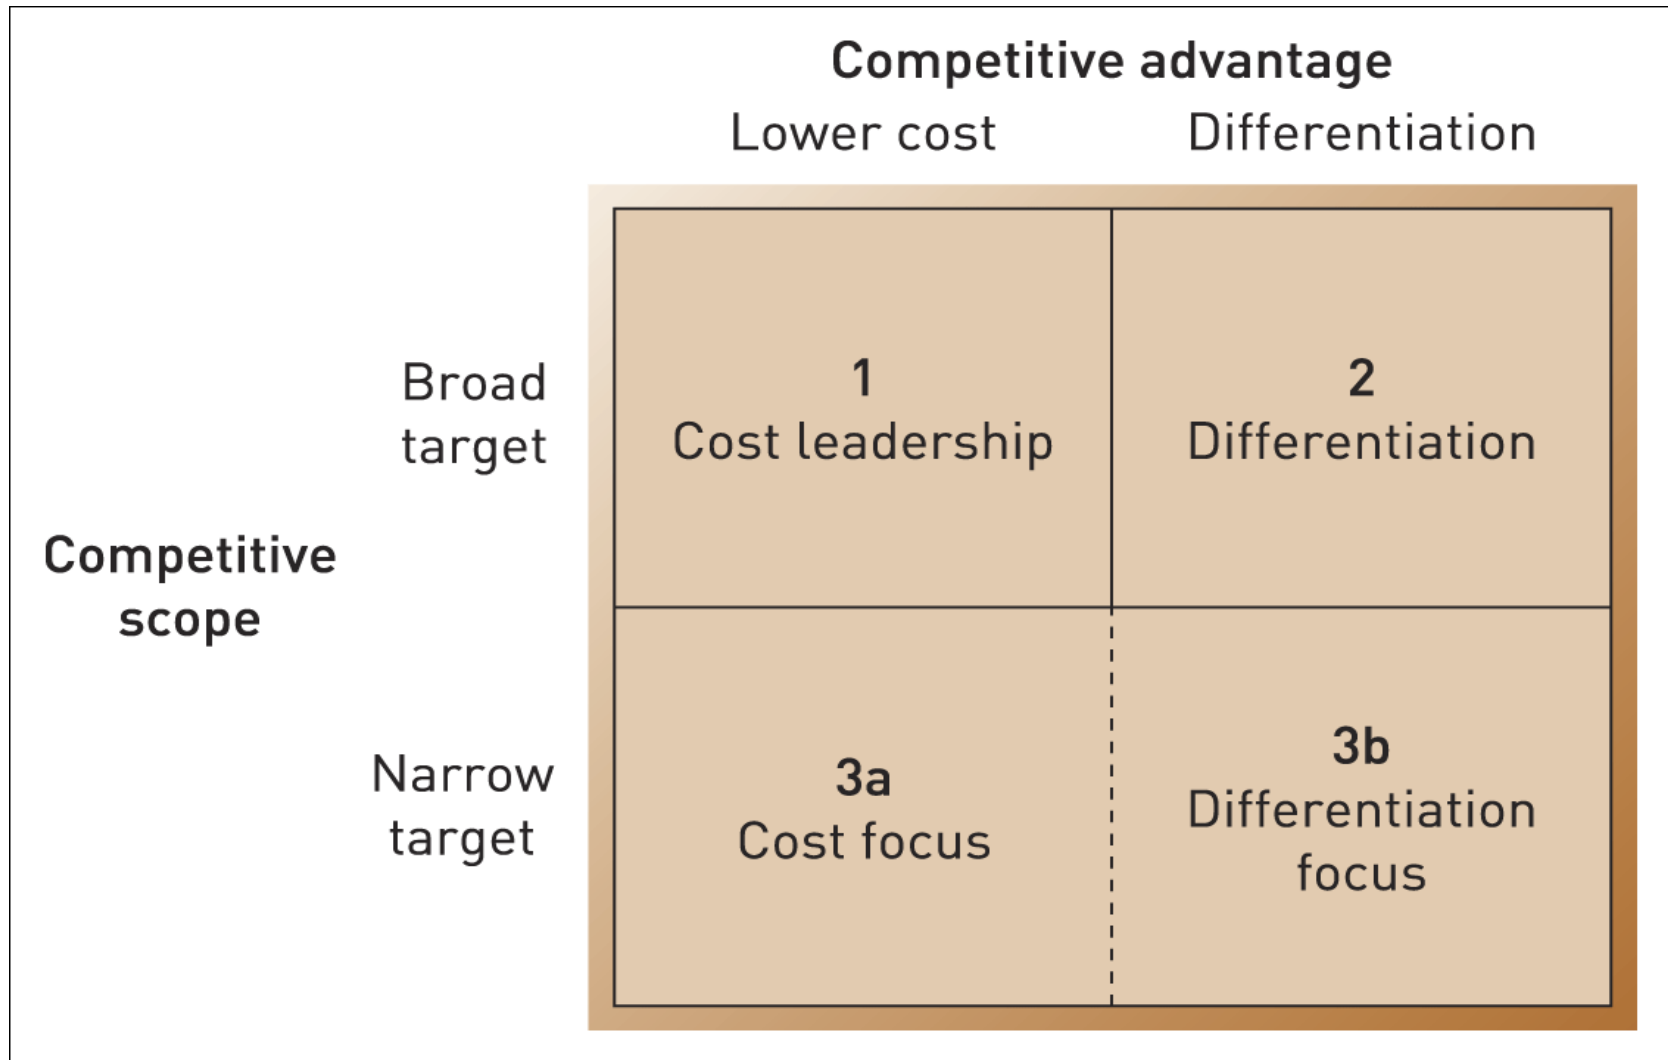 Competitive advantage
Lower cost
Differentiation
Broad
target
1
Cost leadership
2
Differentiation
Competitive
scope
Narrow
target
3a
Cost focus
3b
Differentiation
focus